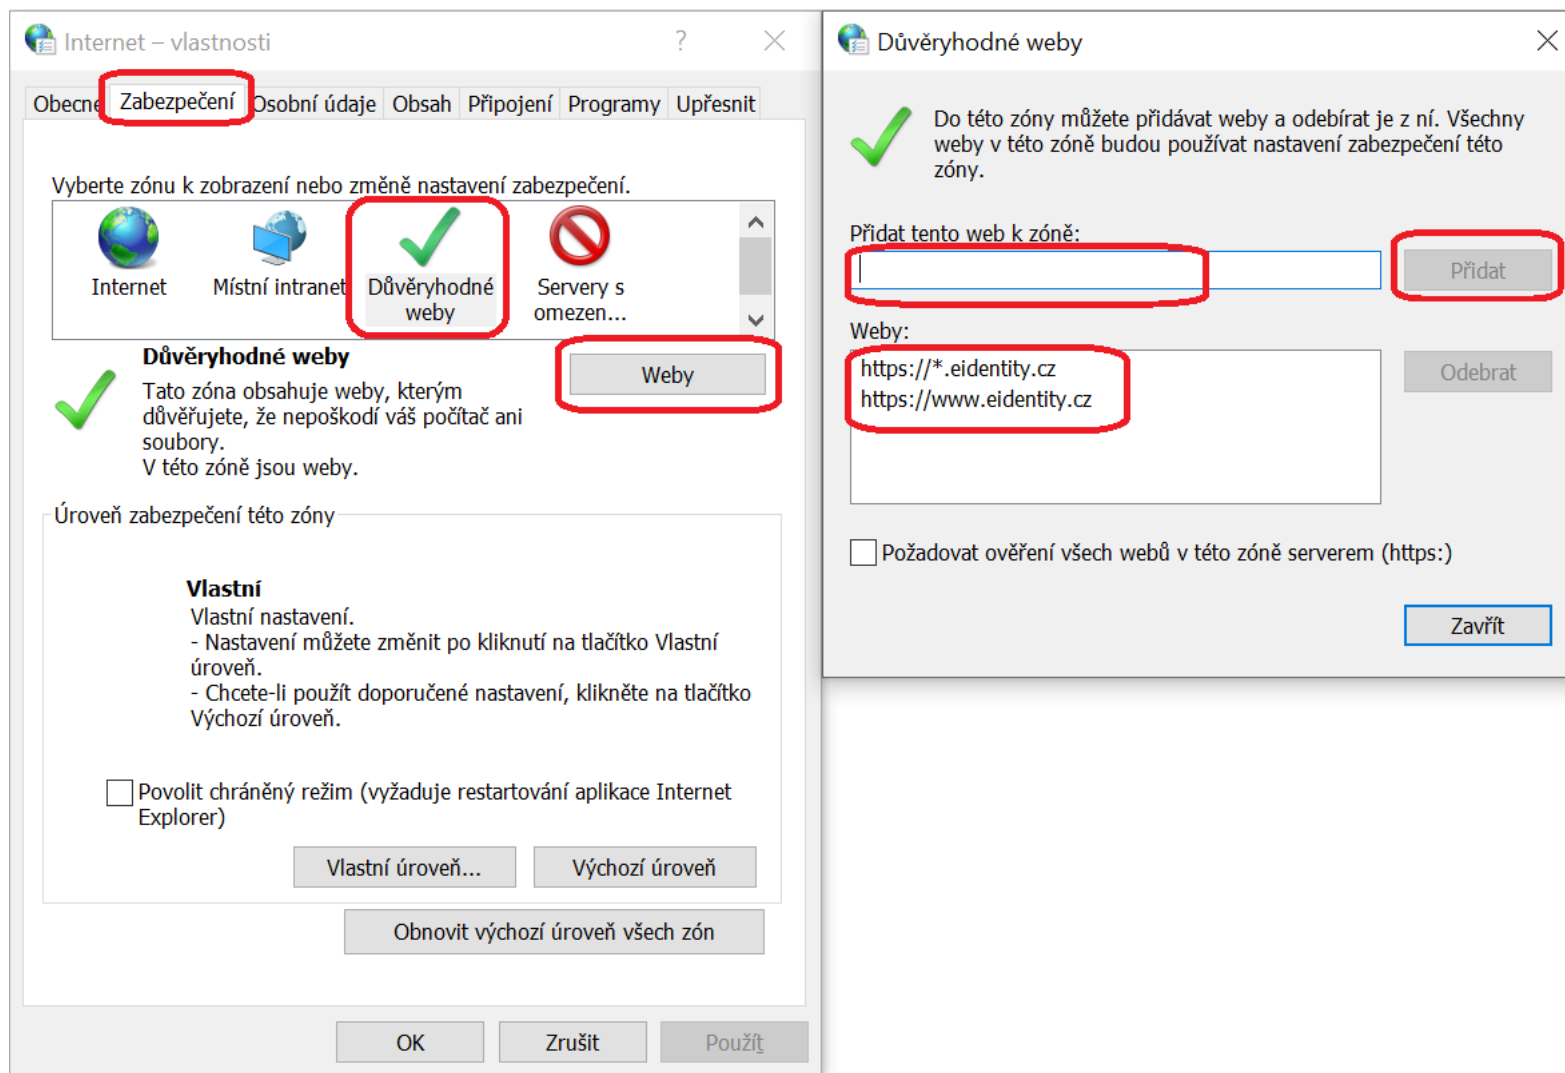 Internet – vlastnosti
?
Obecné Zabezpečení Osobní údaje Obsah Připojení Programy Upřesnit
Vyberte zónu k zobrazení nebo změně nastavení zabezpečení.
Internet
Místní intranet
Důvěryhodné
weby
Servery s
omezen...
Důvěryhodné weby
Tato zóna obsahuje weby, kterým
důvěřujete, že nepoškodí váš počítač ani
soubory.
V této zóně jsou weby.
Weby
Úroveň zabezpečení této zóny
Vlastní
Vlastní nastavení.
- Nastavení můžete změnit po kliknutí na tlačítko Vlastní
úroveň.
- Chcete-li použít doporučené nastavení, klikněte na tlačítko
Výchozí úroveň.
Povolit chráněný režim (vyžaduje restartování aplikace Internet
Explorer)
Vlastní úroveň...
Výchozí úroveň
Obnovit výchozí úroveň všech zón
OK
Zrušit
Použít
Důvěryhodné weby
Do této zóny můžete přidávat weby a odebírat je z ní. Všechny
weby v této zóně budou používat nastavení zabezpečení této
zóny.
Přidat tento web k zóně:
Přidat
Weby:
https://*.eidentity.cz
https://www.eidentity.cz
Odebrat
Požadovat ověření všech webů v této zóně serverem (https:)
Zavřít